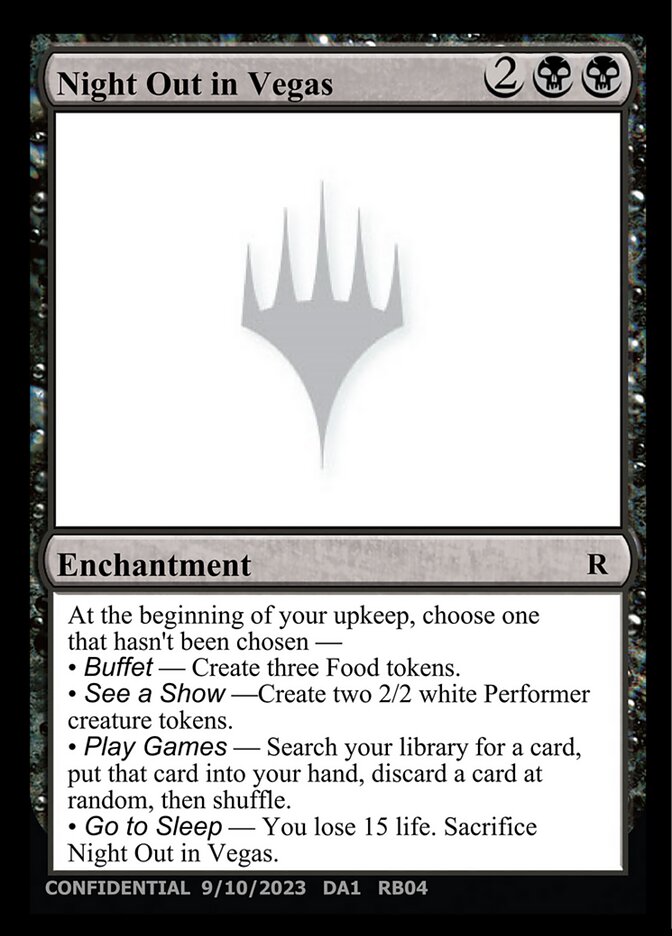 Night Out in Vegas 2
Enchantment R
At the beginning of your upkeep, choose one
that hasn't been chosen —
• Buffet — Create three Food tokens.
• See a Show —Create two 2/2 white Performer
creature tokens.
• Play Games — Search your library for a card,
put that card into your hand, discard a card at
random, then shuffle.
• Go to Sleep — You lose 15 life. Sacrifice
Night Out in Vegas.
CONFIDENTIAL 9/10/2023 DA1 RB04